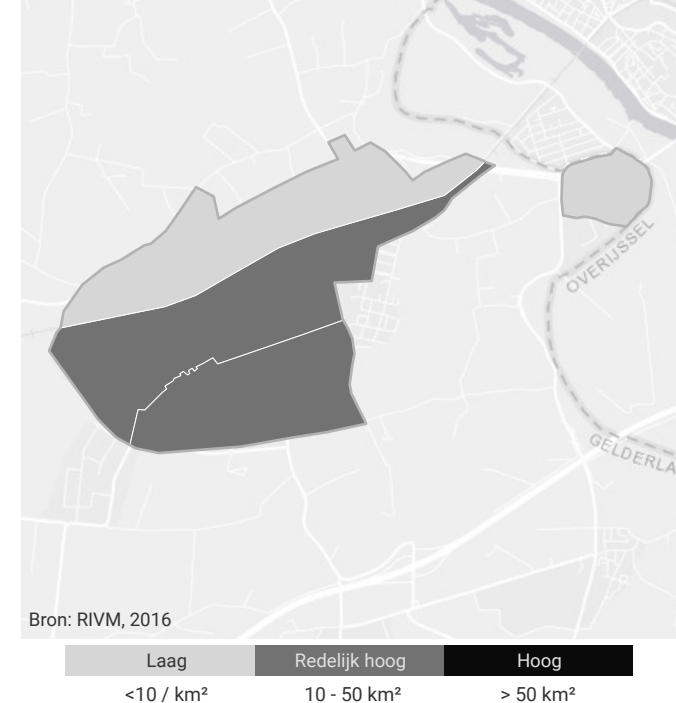 OVERIJSSEL
GELDERLA
Bron: RIVM, 2016
Laag Redelijk hoog Hoog
<10 / km² 10 - 50 km² > 50 km²